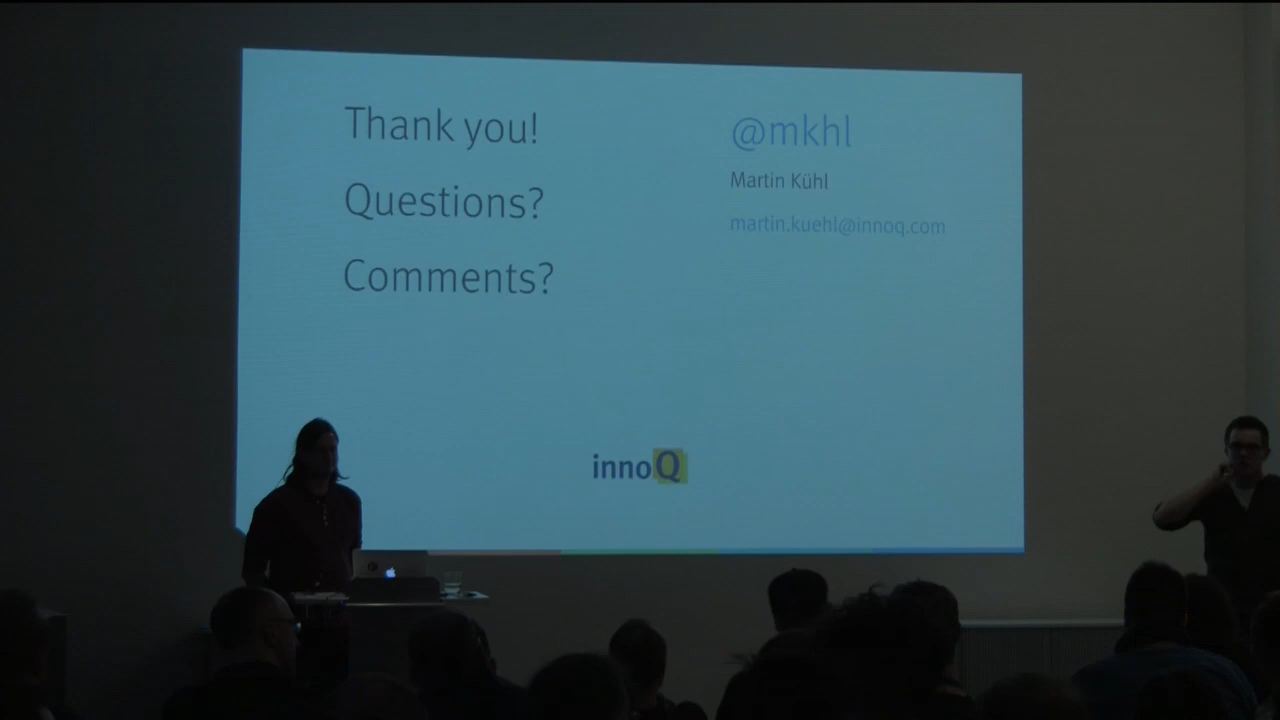 Thank you!
Questions?
Comments?
@mkhl
Martin Kühl
martin.kuehl@innoq.com
innoQ